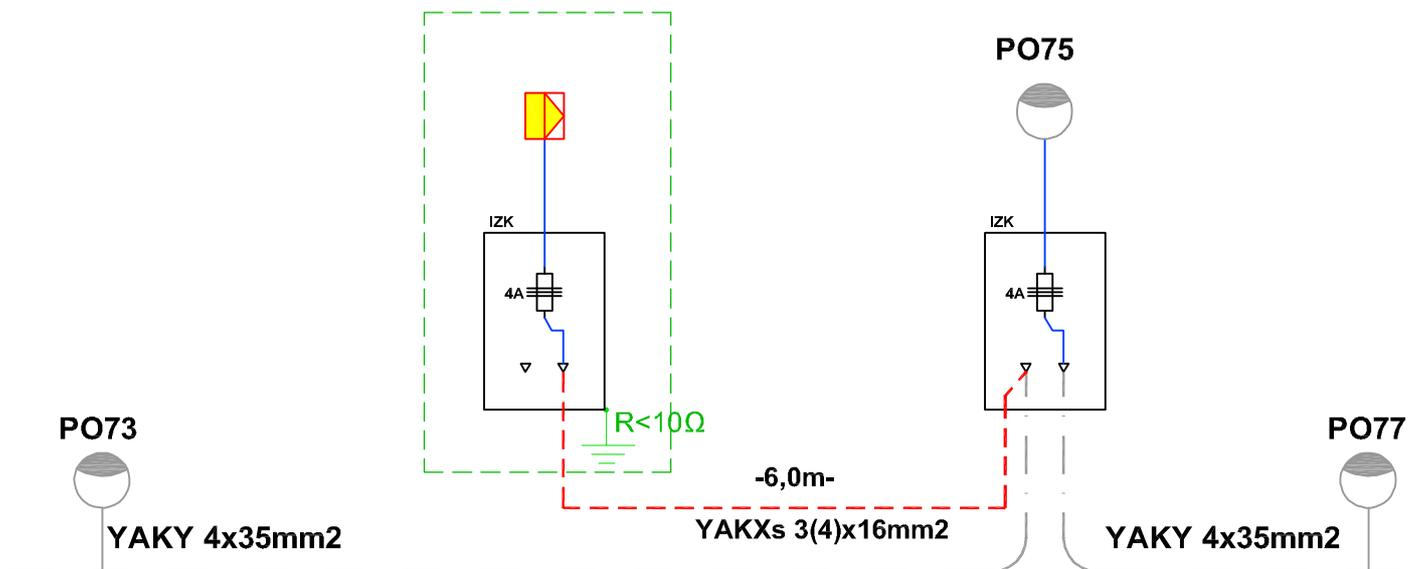 PO75
IZK
IZK
4A
4A
R<10Ω
PO73
PO77
-6,0m-
YAKXs 3(4)x16mm2
YAKY 4x35mm2
YAKY 4x35mm2